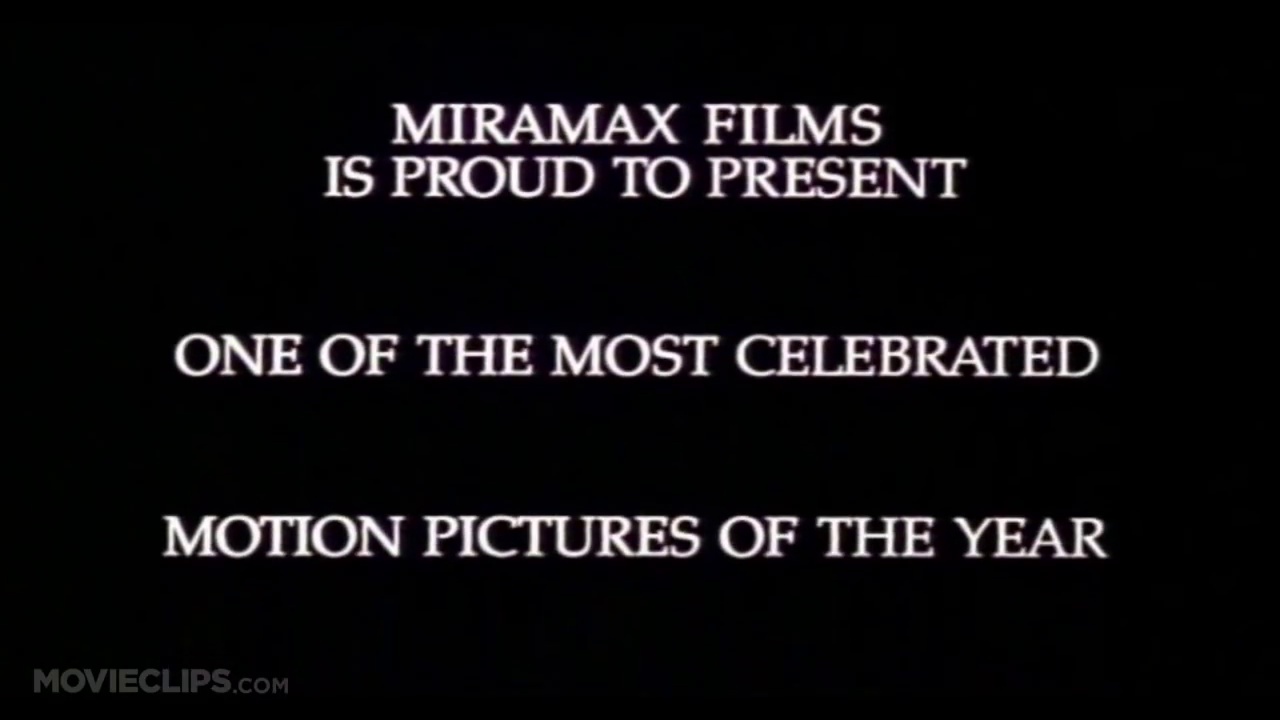 MIRAMAX FILMS
IS PROUD TO PRESENT
ONE OF THE MOST CELEBRATED
MOTION PICTURES OF THE YEAR
MOVIECLIPS.COM